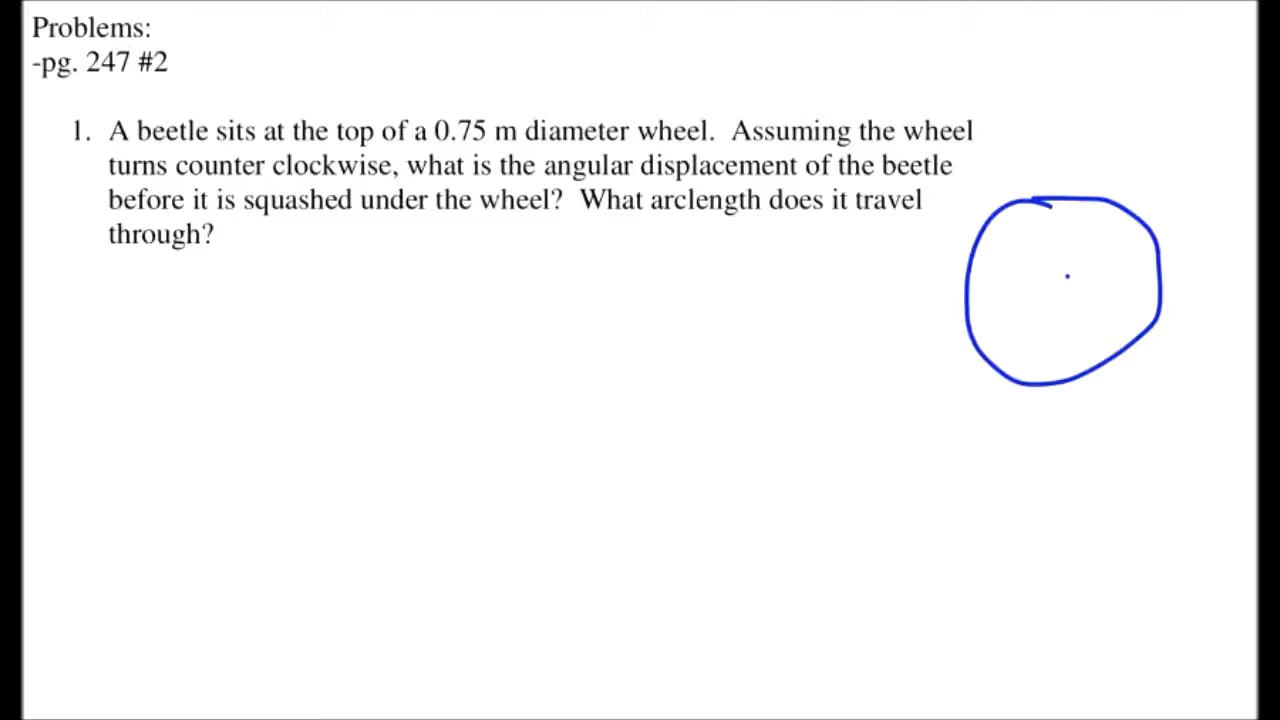 Problems:
-pg. 247 #2
1. A beetle sits at the top of a 0.75 m diameter wheel. Assuming the wheel
turns counter clockwise, what is the angular displacement of the beetle
before it is squashed under the wheel? What arclength does it travel
through?